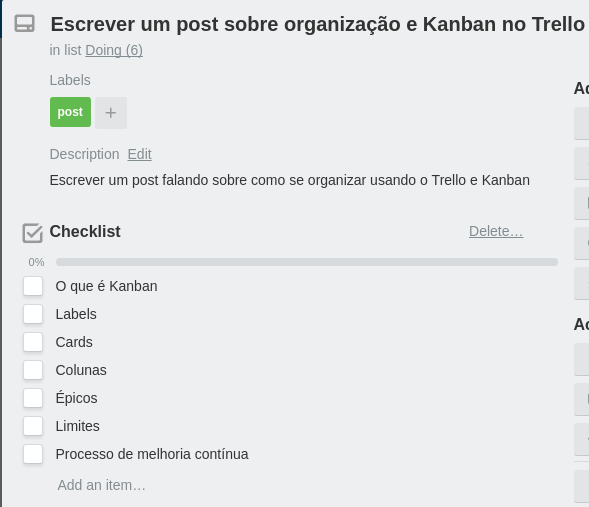 Escrever um post sobre organização e Kanban no Trello
in list Doing (6)
Labels
post +
Description Edit
Escrever um post falando sobre como se organizar usando o Trello e Kanban
Checklist Delete…
0%
O que é Kanban
Labels
Cards
Colunas
Épicos
Limites
Processo de melhoria contínua
Add an item…